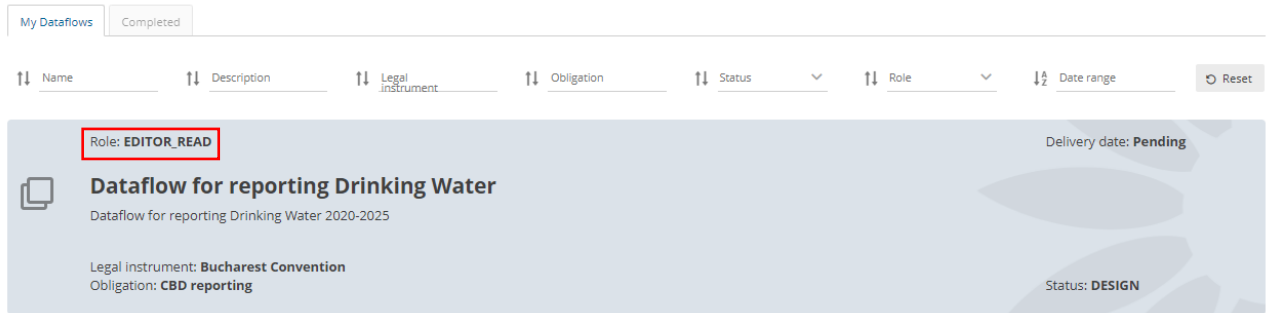 My Dataflows Completed
Name Description Legal instrument Obligation Status Role Date range Reset
Role: EDITOR_READ Delivery date: Pending
Dataflow for reporting Drinking Water
Dataflow for reporting Drinking Water 2020-2025
Legal instrument: Bucharest Convention
Obligation: CBD reporting Status: DESIGN